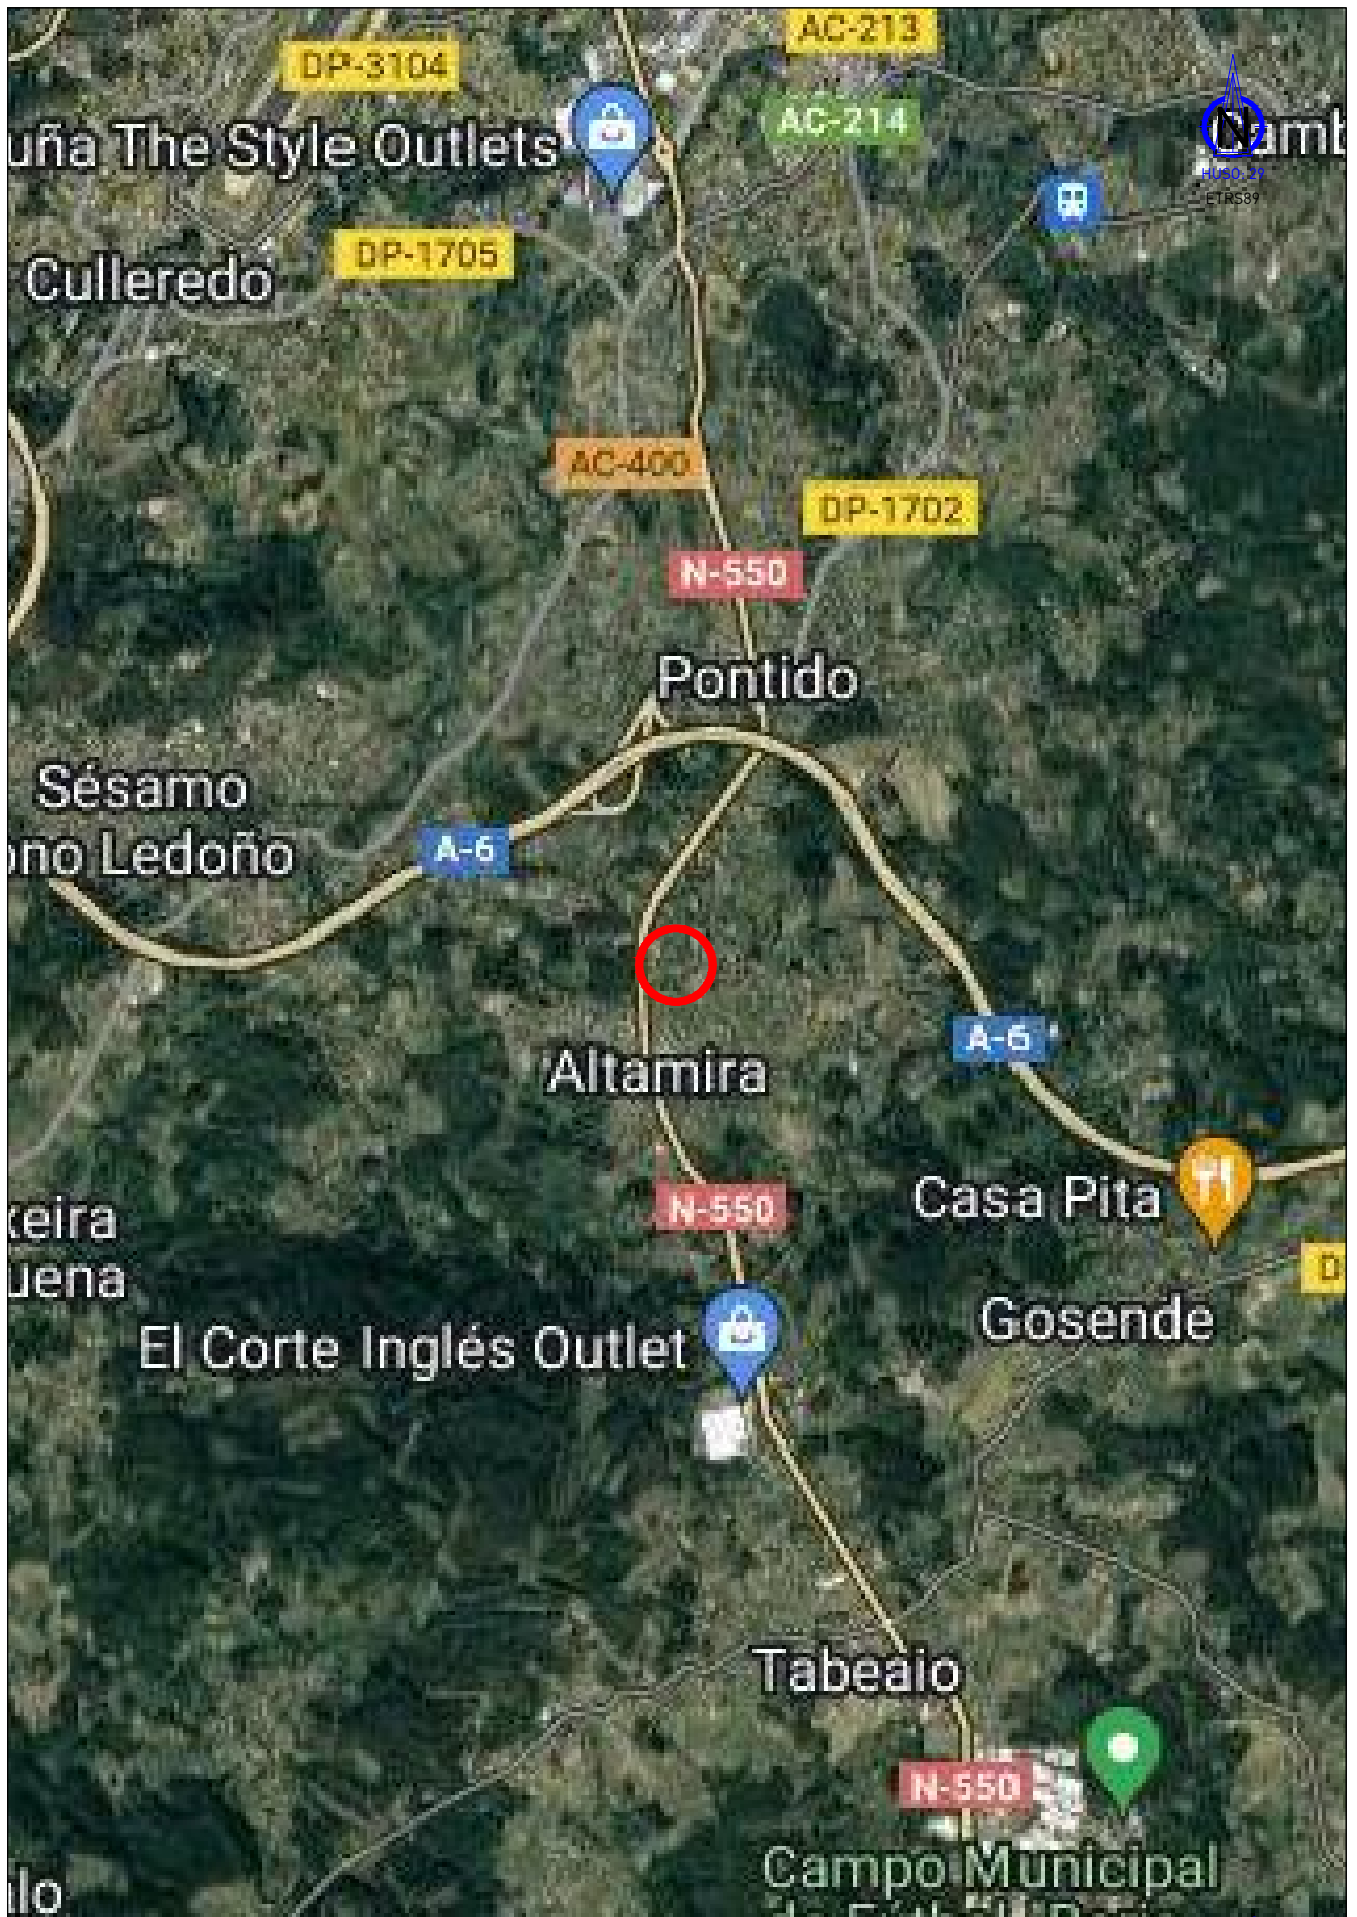 AC-213
DP-3104
AC-214
uña The Style Outlets
N
amb
HUSO 29
ETRS89
DP-1705
Culleredo
AC-400
DP-1702
N-550
Pontido
Sésamo
ono Ledoño
A-6
A-6
Altamira
Casa Pita
N-550
xeira
uena
D
Gosende
El Corte Inglés Outlet
Tabeaio
N-550
Campo Municipal
ulo